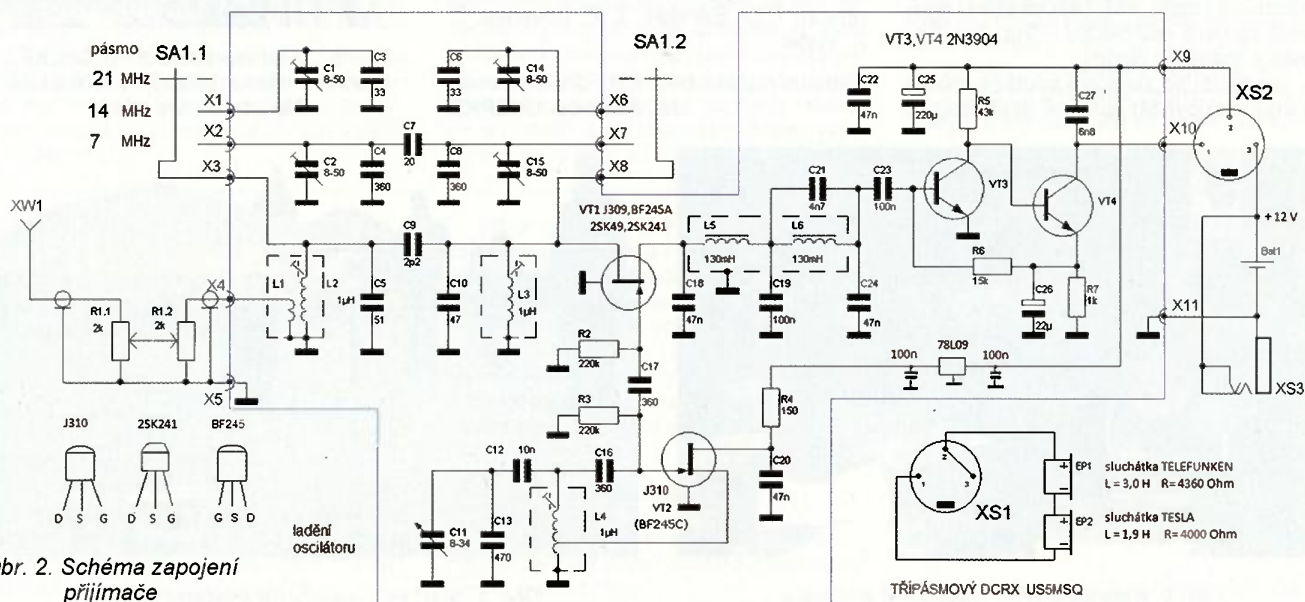 pásmo
21 MHz
14 MHz
7 MHz
SA1.1
SA1.2
X1
X2
X3
X4
X5
X6
X7
X8
X9
X10
X11
C1
8-50
C3
33
C6
33
C14
8-50
C7
20
C2
8-50
C4
360
C8
360
C15
8-50
C9
2p2
XW1
R1.1
2k
R1.2
2k
L1
L2
1µH
C5
51
C10
47
L3
1µH
VT1 J309,BF245A
2SK49,2SK241
R2
220k
C17
360
R3
220k
C12
10n
C16
360
C11
8-34
C13
470
L4
1µH
J310
VT2
(BF245C)
ladění
oscilátoru
J310
2SK241
BF245
D S G
D S G
G S D
VT3,VT4 2N3904
C22
47n
C25
220µ
R5
43k
C27
6n8
C21
4n7
C23
100n
VT3
VT4
L5
130mH
L6
130mH
C18
47n
C19
100n
C24
47n
R6
15k
C26
22µ
R7
1k
100n
78L09
100n
R4
150
C20
47n
XS2
1
2
3
+ 12 V
Bat1
XS3
XS1
1
2
3
EP1
sluchátka TELEFUNKEN
L = 3,0 H R= 4360 Ohm
EP2
sluchátka TESLA
L = 1,9 H R= 4000 Ohm
TŘÍPÁSMOVÝ DCRX US5MSQ
br. 2. Schéma zapojení
přijímače